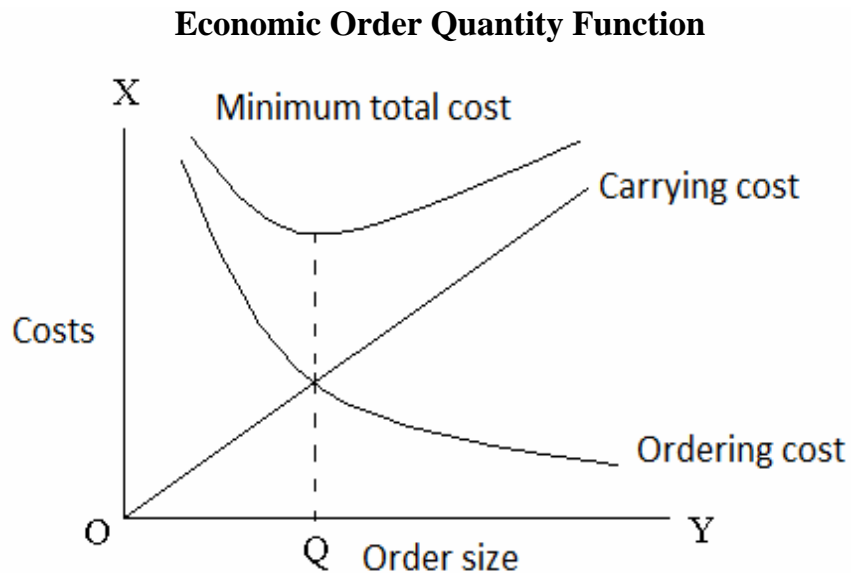 Economic Order Quantity Function
X
Minimum total cost
Carrying cost
Costs
Ordering cost
O
Q
Order size
Y